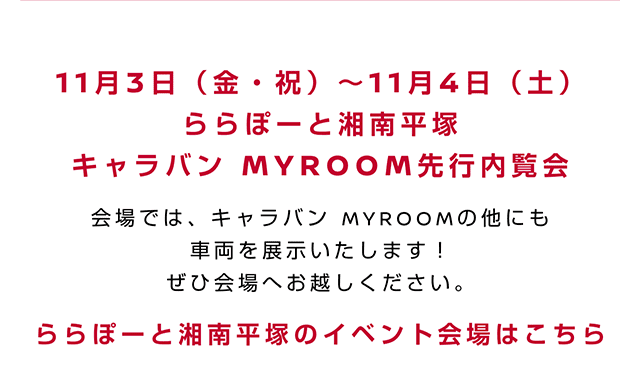 11月3日（金・祝）～11月4日（土）
ららぽーと湘南平塚
キャラバン MYROOM先行内覧会
会場では、キャラバン MYROOMの他にも
車両を展示いたします！
ぜひ会場へお越しください。
ららぽーと湘南平塚のイベント会場はこちら